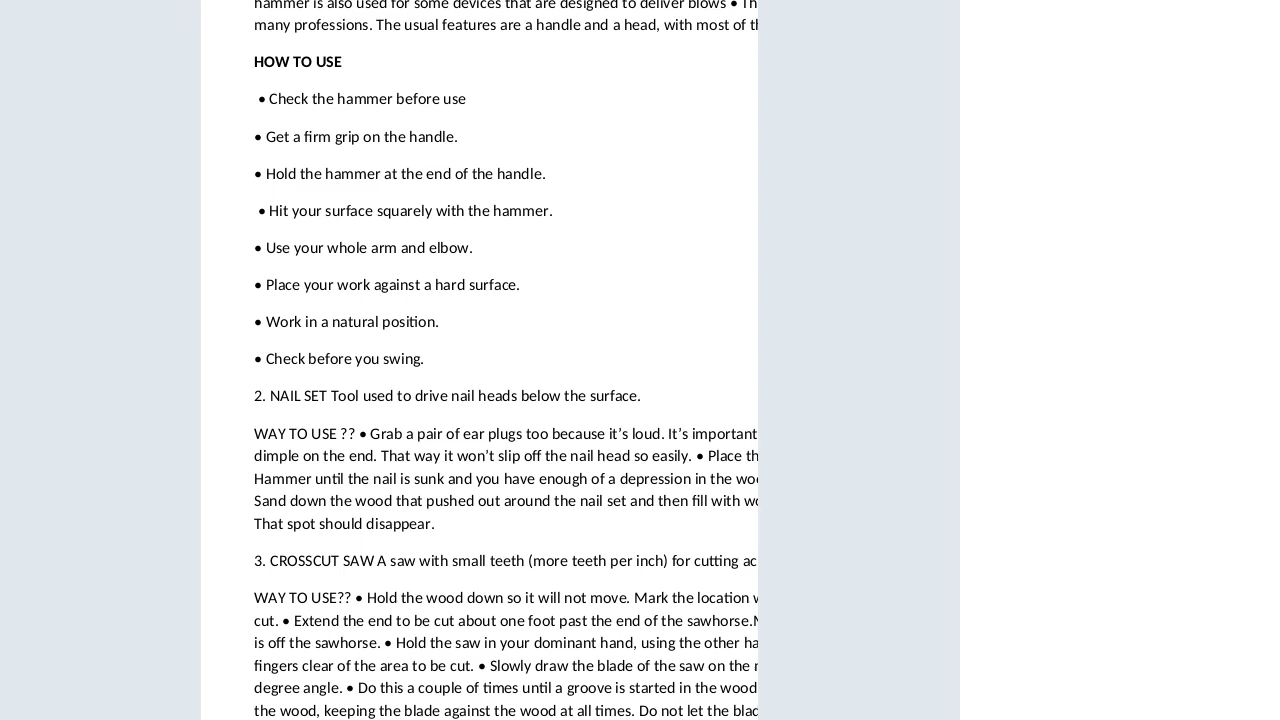 hammer is also used for some devices that are designed to deliver blows •
many professions. The usual features are a handle and a head, with most of
HOW TO USE
• Check the hammer before use
• Get a firm grip on the handle.
• Hold the hammer at the end of the handle.
• Hit your surface squarely with the hammer.
• Use your whole arm and elbow.
• Place your work against a hard surface.
• Work in a natural position.
• Check before you swing.
2. NAIL SET Tool used to drive nail heads below the surface.
WAY TO USE ?? • Grab a pair of ear plugs too because it’s loud. It’s important
dimple on the end. That way it won’t slip off the nail head so easily. • Place
Hammer until the nail is sunk and you have enough of a depression in the
Sand down the wood that pushed out around the nail set and then fill with
That spot should disappear.
3. CROSSCUT SAW A saw with small teeth (more teeth per inch) for cutting
WAY TO USE?? • Hold the wood down so it will not move. Mark the location
cut. • Extend the end to be cut about one foot past the end of the sawhorse.
is off the sawhorse. • Hold the saw in your dominant hand, using the other
fingers clear of the area to be cut. • Slowly draw the blade of the saw on the
degree angle. • Do this a couple of times until a groove is started in the wood
the wood, keeping the blade against the wood at all times. Do not let the